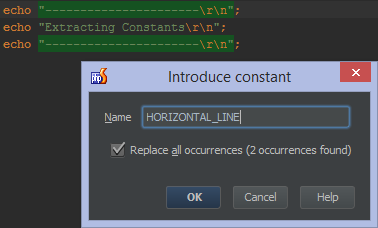 echo "----------------------\r\n";
echo "Extracting Constants\r\n";
echo "----------------------\r\n";
Introduce constant
Name HORIZONTAL_LINE
Replace all occurrences (2 occurrences found)
OK Cancel Help